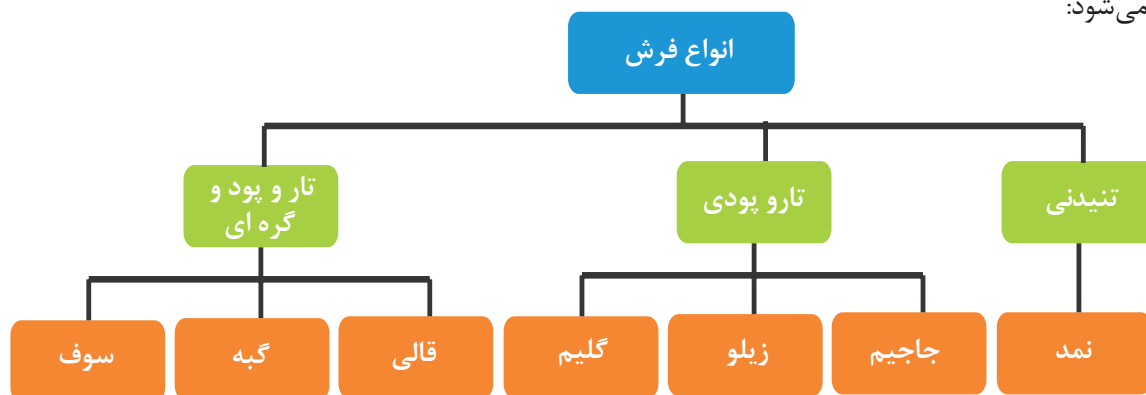 می‌شود:
انواع فرش
تنیدنی
تارو پودی
تار و پود و
گره ای
نمد
جاجیم
زیلو
گلیم
قالی
گبه
سوف